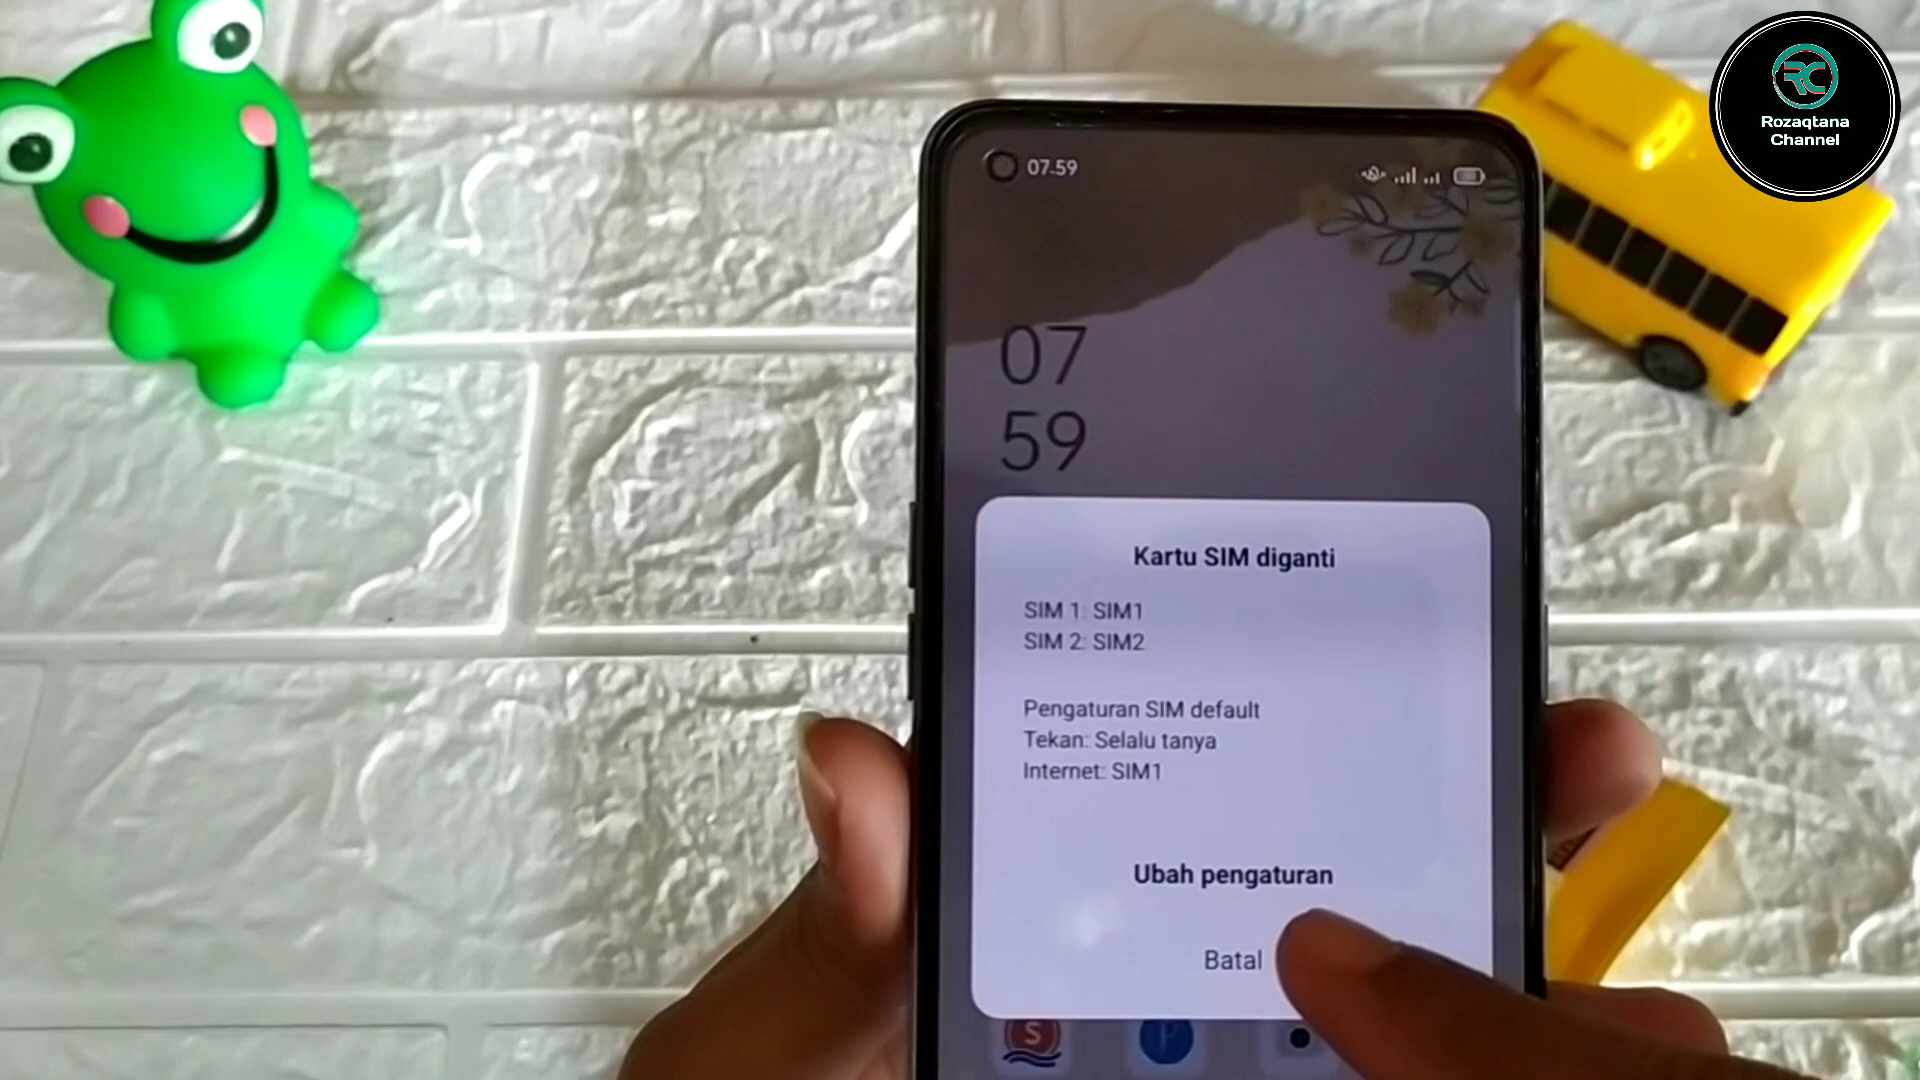 RC
Rozaqtana
Channel
07.59
07
59
Kartu SIM diganti
SIM 1: SIM1
SIM 2: SIM2
Pengaturan SIM default
Tekan: Selalu tanya
Internet: SIM1
Ubah pengaturan
Batal
S
P